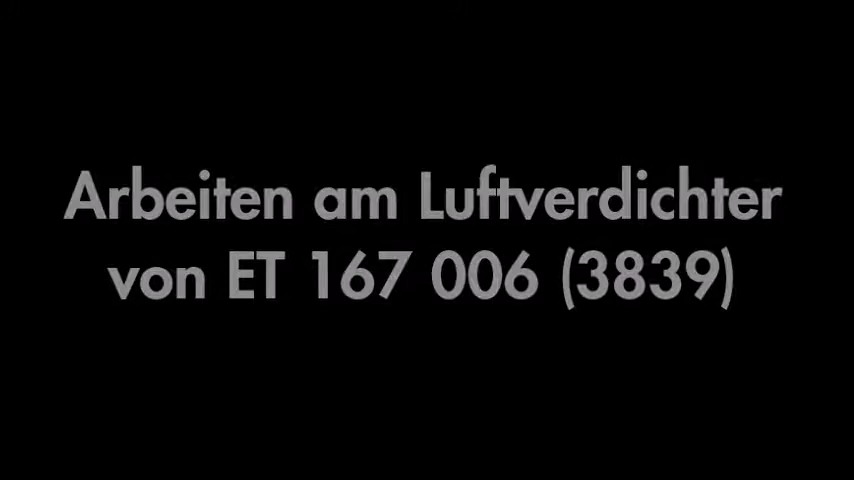 Arbeiten am Luftverdichter
von ET 167 006 (3839)